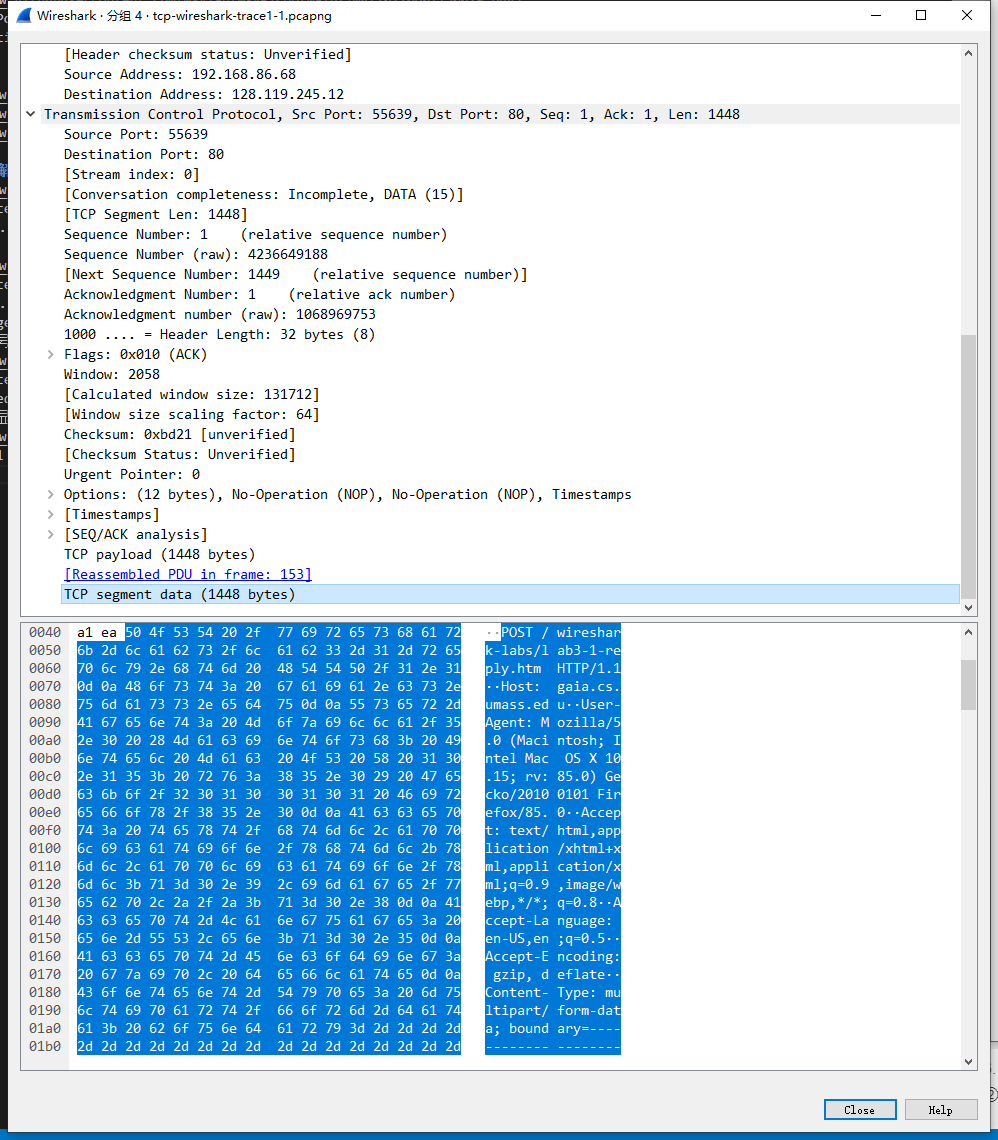 Wireshark · 分组 4 · tcp-wireshark-trace1-1.pcapng
[Header checksum status: Unverified]
Source Address: 192.168.86.68
Destination Address: 128.119.245.12
Transmission Control Protocol, Src Port: 55639, Dst Port: 80, Seq: 1, Ack: 1, Len: 1448
Source Port: 55639
Destination Port: 80
[Stream index: 0]
[Conversation completeness: Incomplete, DATA (15)]
[TCP Segment Len: 1448]
Sequence Number: 1    (relative sequence number)
Sequence Number (raw): 4236649188
[Next Sequence Number: 1449    (relative sequence number)]
Acknowledgment Number: 1    (relative ack number)
Acknowledgment number (raw): 1068969753
1000 .... = Header Length: 32 bytes (8)
Flags: 0x010 (ACK)
Window: 2058
[Calculated window size: 131712]
[Window size scaling factor: 64]
Checksum: 0xbd21 [unverified]
[Checksum Status: Unverified]
Urgent Pointer: 0
Options: (12 bytes), No-Operation (NOP), No-Operation (NOP), Timestamps
[Timestamps]
[SEQ/ACK analysis]
TCP payload (1448 bytes)
[Reassembled PDU in frame: 153]
TCP segment data (1448 bytes)
0040 a1 ea 50 4f 53 54 20 2f 77 69 72 65 73 68 61 72 ··POST / wireshar
0050 6b 2d 6c 61 62 73 2f 6c 61 62 33 2d 31 2d 72 65 k-labs/l ab3-1-re
0060 70 6c 79 2e 68 74 6d 20 48 54 54 50 2f 31 2e 31 ply.htm HTTP/1.1
0070 0d 0a 48 6f 73 74 3a 20 67 61 69 61 2e 63 73 2e ··Host: gaia.cs.
0080 75 6d 61 73 73 2e 65 64 75 0d 0a 55 73 65 72 2d umass.ed u··User-
0090 41 67 65 6e 74 3a 20 4d 6f 7a 69 6c 6c 61 2f 35 Agent: M ozilla/5
00a0 2e 30 20 28 4d 61 63 69 6e 74 6f 73 68 3b 20 49 .0 (Maci ntosh; I
00b0 6e 74 65 6c 20 4d 61 63 20 4f 53 20 58 20 31 30 ntel Mac  OS X 10
00c0 2e 31 35 3b 20 72 76 3a 38 35 2e 30 29 20 47 65 .15; rv: 85.0) Ge
00d0 63 6b 6f 2f 32 30 31 30 30 31 30 31 20 46 69 72 cko/2010 0101 Fir
00e0 65 66 6f 78 2f 38 35 2e 30 0d 0a 41 63 63 65 70 efox/85. 0··Accep
00f0 74 3a 20 74 65 78 74 2f 68 74 6d 6c 2c 61 70 70 t: text/ html,app
0100 6c 69 63 61 74 69 6f 6e 2f 78 68 74 6d 6c 2b 78 lication /xhtml+x
0110 6d 6c 2c 61 70 70 6c 69 63 61 74 69 6f 6e 2f 78 ml,appli cation/x
0120 6d 6c 3b 71 3d 30 2e 39 2c 69 6d 61 67 65 2f 77 ml;q=0.9 ,image/w
0130 65 62 70 2c 2a 2f 2a 3b 71 3d 30 2e 38 0d 0a 41 ebp,*/*; q=0.8··A
0140 63 63 65 70 74 2d 4c 61 6e 67 75 61 67 65 3a 20 ccept-La nguage:
0150 65 6e 2d 55 53 2c 65 6e 3b 71 3d 30 2e 35 0d 0a en-US,en ;q=0.5··
0160 41 63 63 65 70 74 2d 45 6e 63 6f 64 69 6e 67 3a Accept-E ncoding:
0170 20 67 7a 69 70 2c 20 64 65 66 6c 61 74 65 0d 0a  gzip, d eflate··
0180 43 6f 6e 74 65 6e 74 2d 54 79 70 65 3a 20 6d 75 Content- Type: mu
0190 6c 74 69 70 61 72 74 2f 66 6f 72 6d 2d 64 61 74 ltipart/ form-dat
01a0 61 3b 20 62 6f 75 6e 64 61 72 79 3d 2d 2d 2d 2d a; bound ary=----
01b0 2d 2d 2d 2d 2d 2d 2d 2d 2d 2d 2d 2d 2d 2d 2d 2d -------- --------
Close
Help